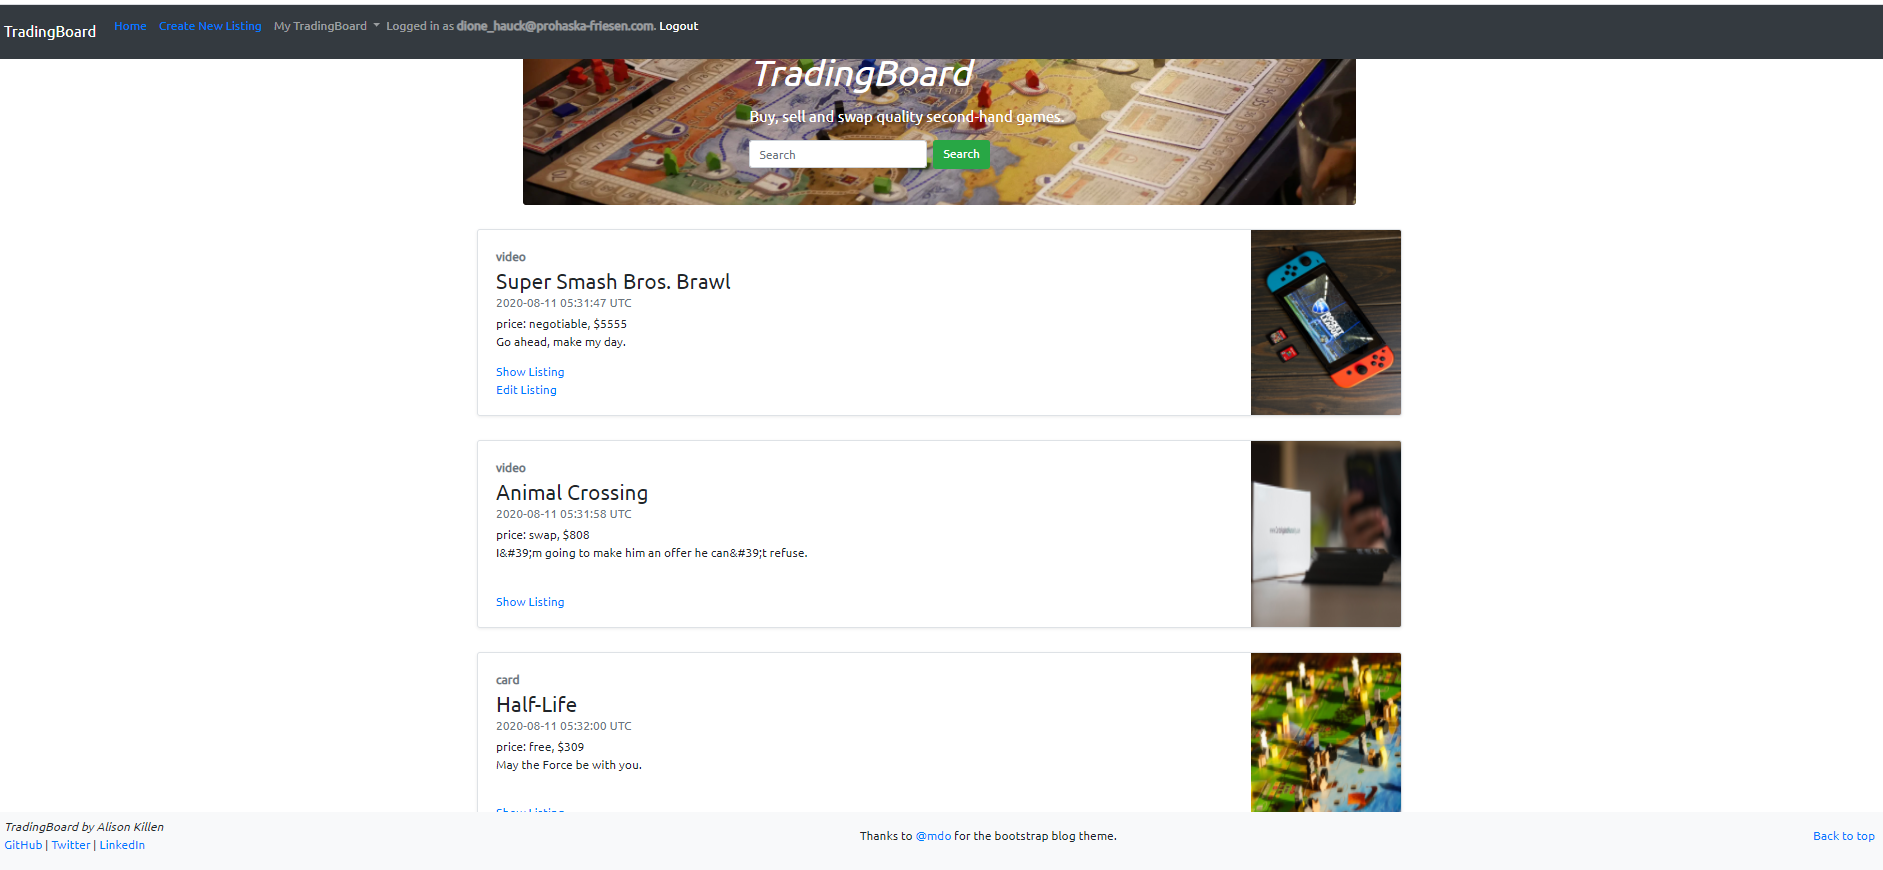 TradingBoard Home Create New Listing My TradingBoard Logged in as dione_hauck@prohaska-friesen.com. Logout
TradingBoard
Buy, sell and swap quality second-hand games.
Search Search
video
Super Smash Bros. Brawl
2020-08-11 05:31:47 UTC
price: negotiable, $5555
Go ahead, make my day.
Show Listing
Edit Listing
video
Animal Crossing
2020-08-11 05:31:58 UTC
price: swap, $808
I&#39;m going to make him an offer he can&#39;t refuse.
Show Listing
card
Half-Life
2020-08-11 05:32:00 UTC
price: free, $309
May the Force be with you.
Show Listing
TradingBoard by Alison Killen
GitHub | Twitter | LinkedIn
Thanks to @mdo for the bootstrap blog theme.
Back to top